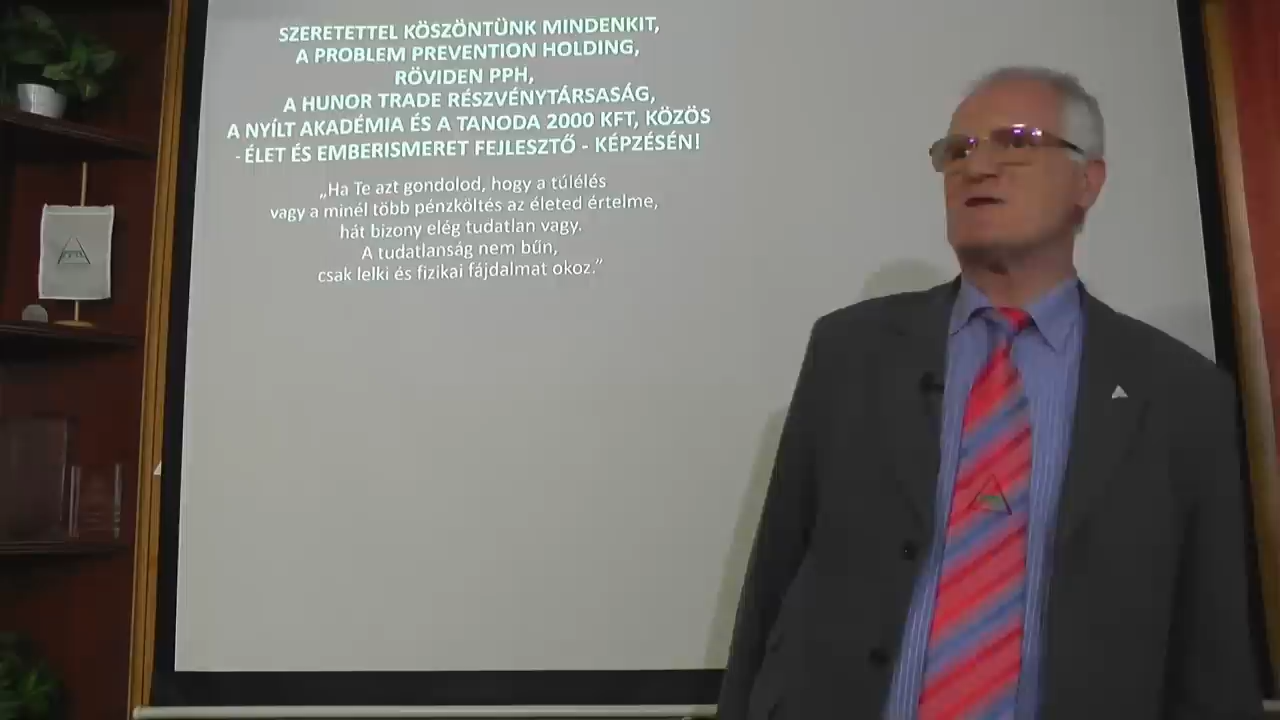 SZERETETTEL KÖSZÖNTÜNK MINDENKIT,
A PROBLEM PREVENTION HOLDING,
RÖVIDEN PPH,
A HUNOR TRADE RÉSZVÉNYTÁRSASÁG,
A NYÍLT AKADÉMIA ÉS A TANODA 2000 KFT, KÖZÖS
- ÉLET ÉS EMBERISMERET FEJLESZTŐ - KÉPZÉSÉN!
„Ha Te azt gondolod, hogy a túlélés
vagy a minél több pénzköltés az életed értelme,
hát bizony elég tudatlan vagy.
A tudatlanság nem bűn,
csak lelki és fizikai fájdalmat okoz.”